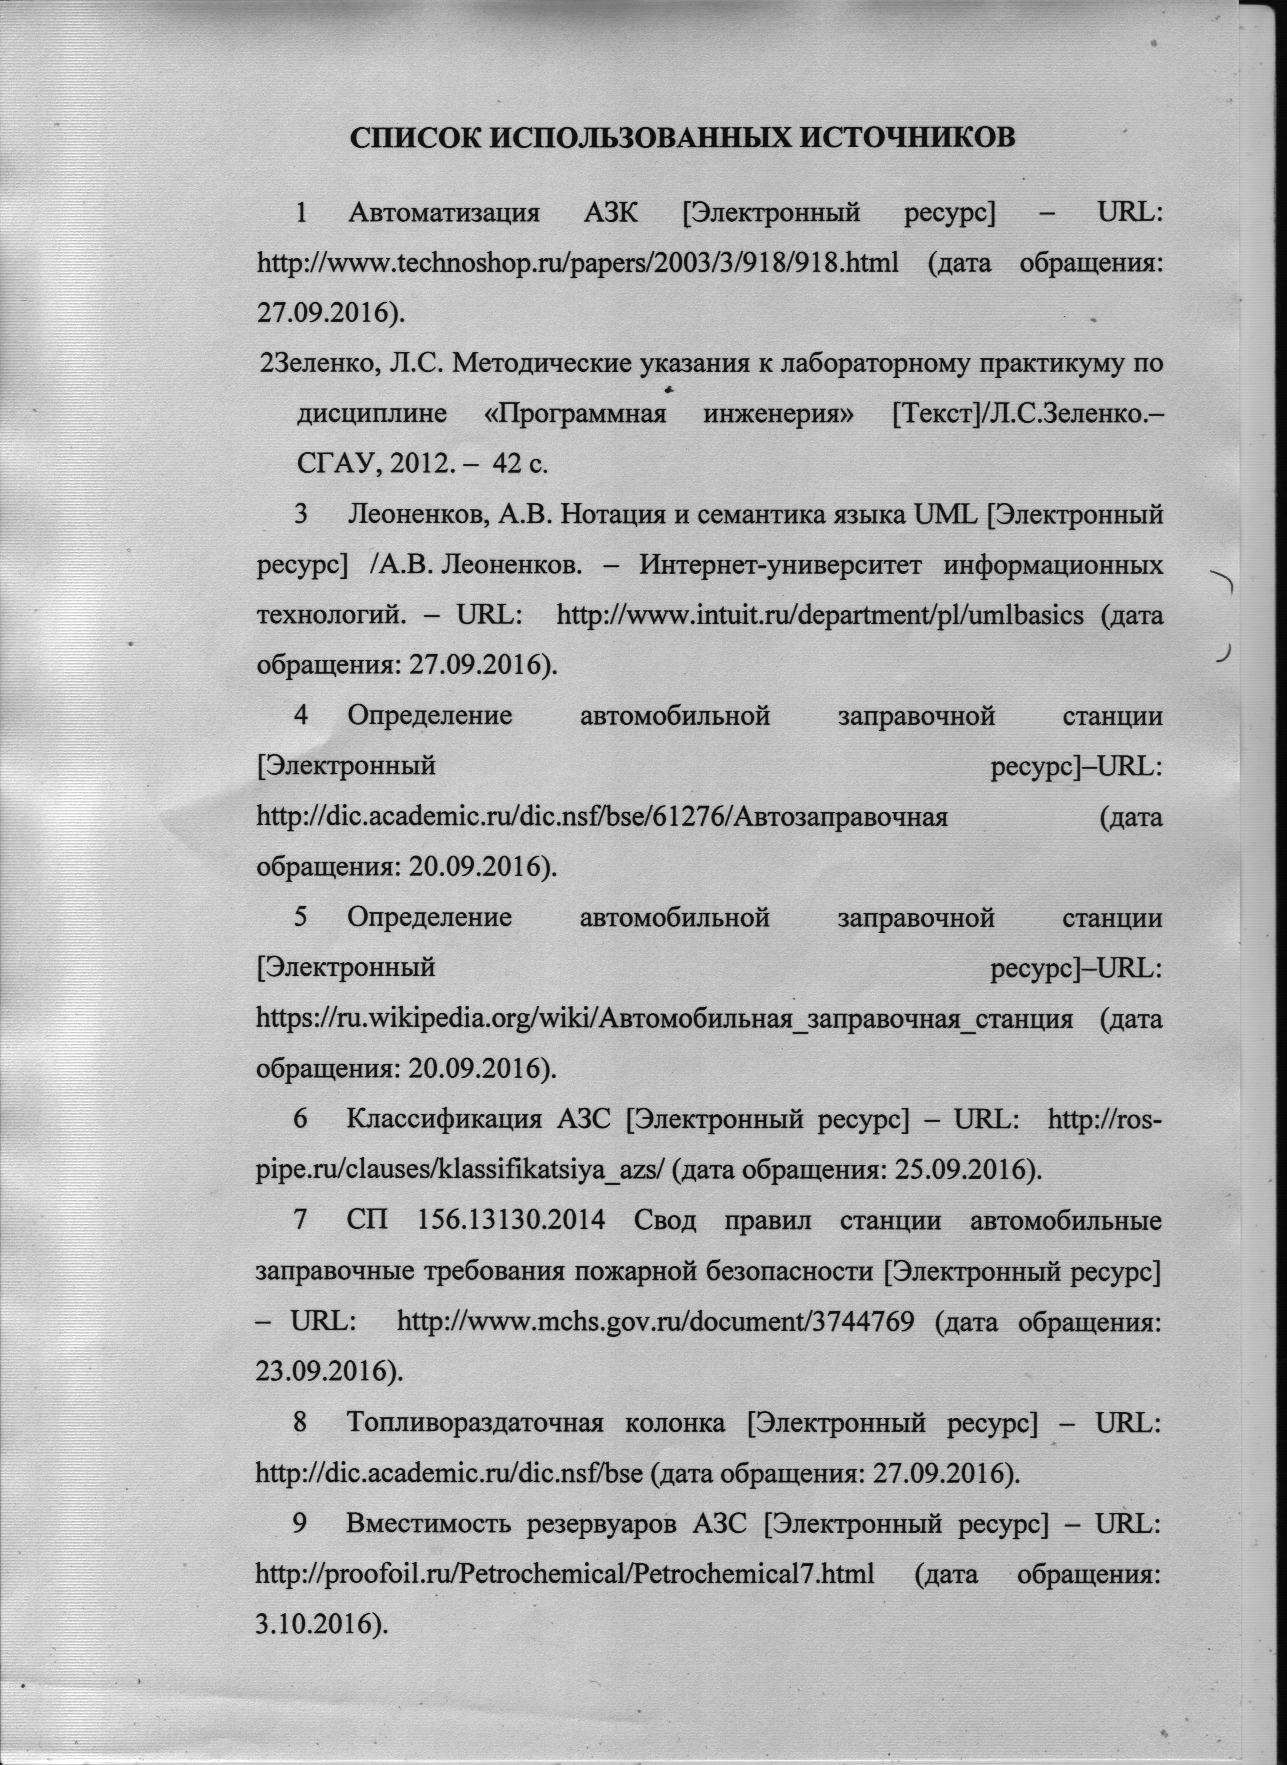 СПИСОК ИСПОЛЬЗОВАННЫХ ИСТОЧНИКОВ
1 Автоматизация АЗК [Электронный ресурс] – URL:
http://www.technoshop.ru/papers/2003/3/918/918.html (дата обращения:
27.09.2016).
2Зеленко, Л.С. Методические указания к лабораторному практикуму по
дисциплине «Программная инженерия» [Текст]/Л.С.Зеленко.–
СГАУ, 2012. – 42 с.
3 Леоненков, А.В. Нотация и семантика языка UML [Электронный
ресурс] /А.В. Леоненков. – Интернет-университет информационных
технологий. – URL: http://www.intuit.ru/department/pl/umlbasics (дата
обращения: 27.09.2016).
4 Определение автомобильной заправочной станции
[Электронный ресурс]–URL:
http://dic.academic.ru/dic.nsf/bse/61276/Автозаправочная (дата
обращения: 20.09.2016).
5 Определение автомобильной заправочной станции
[Электронный ресурс]–URL:
https://ru.wikipedia.org/wiki/Автомобильная_заправочная_станция (дата
обращения: 20.09.2016).
6 Классификация АЗС [Электронный ресурс] – URL: http://ros-
pipe.ru/clauses/klassifikatsiya_azs/ (дата обращения: 25.09.2016).
7 СП 156.13130.2014 Свод правил станции автомобильные
заправочные требования пожарной безопасности [Электронный ресурс]
– URL: http://www.mchs.gov.ru/document/3744769 (дата обращения:
23.09.2016).
8 Топливораздаточная колонка [Электронный ресурс] – URL:
http://dic.academic.ru/dic.nsf/bse (дата обращения: 27.09.2016).
9 Вместимость резервуаров АЗС [Электронный ресурс] – URL:
http://proofoil.ru/Petrochemical/Petrochemical7.html (дата обращения:
3.10.2016).